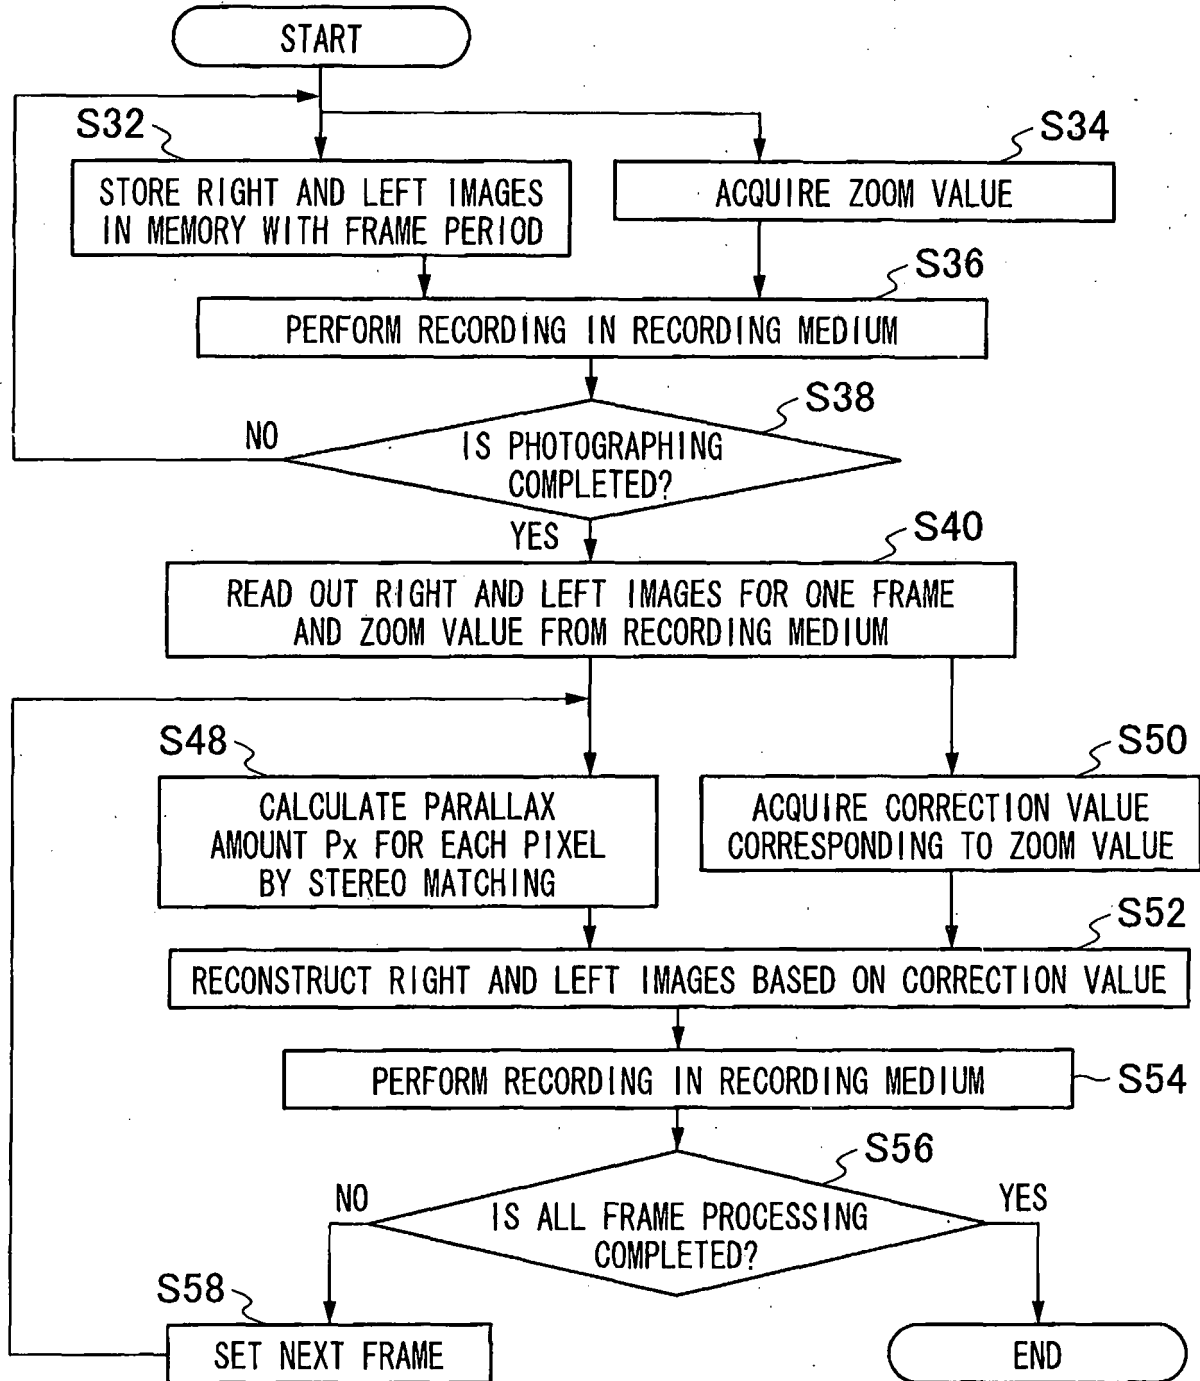 START
S32
S34
STORE RIGHT AND LEFT IMAGES
IN MEMORY WITH FRAME PERIOD
ACQUIRE ZOOM VALUE
S36
PERFORM RECORDING IN RECORDING MEDIUM
S38
NO
IS PHOTOGRAPHING
COMPLETED?
YES
S40
READ OUT RIGHT AND LEFT IMAGES FOR ONE FRAME
AND ZOOM VALUE FROM RECORDING MEDIUM
S48
S50
CALCULATE PARALLAX
AMOUNT Px FOR EACH PIXEL
BY STEREO MATCHING
ACQUIRE CORRECTION VALUE
CORRESPONDING TO ZOOM VALUE
S52
RECONSTRUCT RIGHT AND LEFT IMAGES BASED ON CORRECTION VALUE
PERFORM RECORDING IN RECORDING MEDIUM
S54
S56
NO
YES
IS ALL FRAME PROCESSING
COMPLETED?
S58
SET NEXT FRAME
END